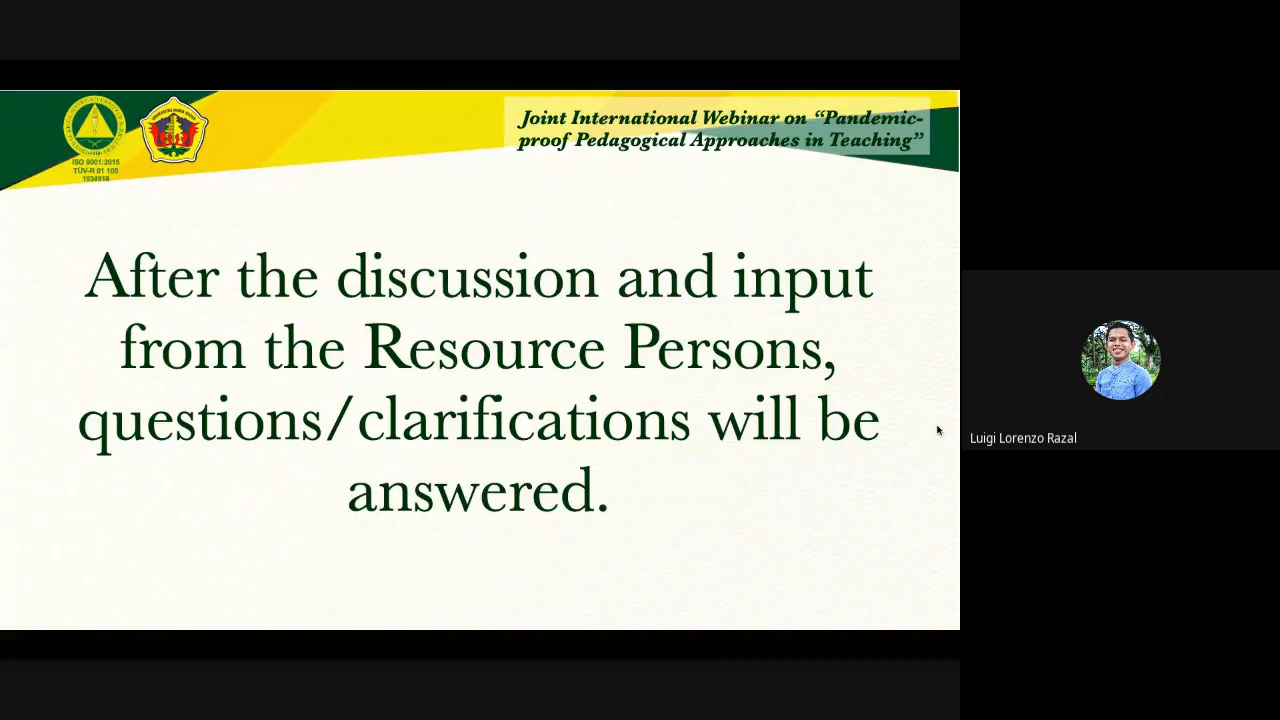 Joint International Webinar on “Pandemic-
proof Pedagogical Approaches in Teaching”
ISO 9001:2015
TÜV-R 01 100
1934918
After the discussion and input
from the Resource Persons,
questions/clarifications will be
answered.
Luigi Lorenzo Razal